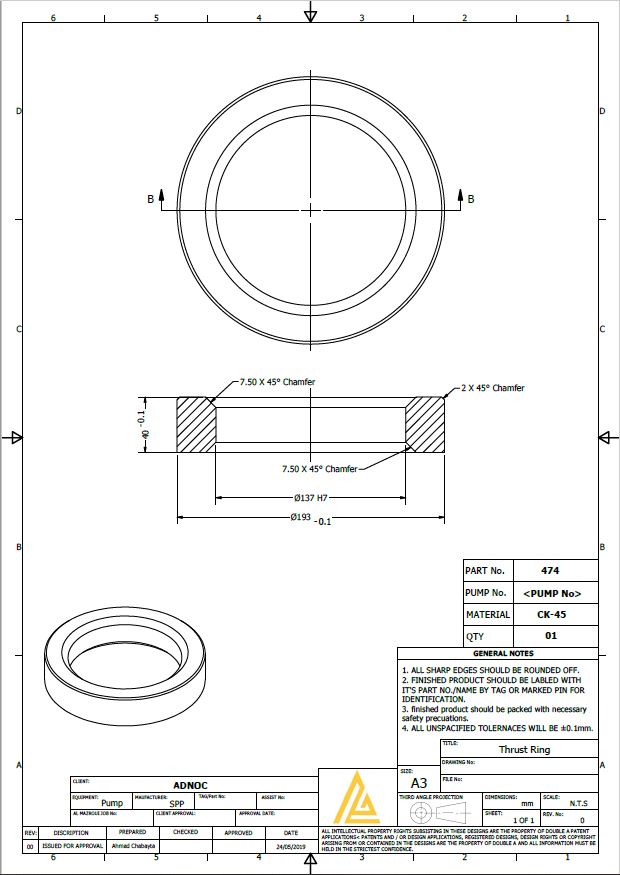 6 5 4 3 2 1
D D
B B
C C
7.50 X 45° Chamfer
2 X 45° Chamfer
40 -0.1
7.50 X 45° Chamfer
Ø137 H7
Ø193 -0.1
B B
PART No. 474
PUMP No. <PUMP No>
MATERIAL CK-45
QTY 01
GENERAL NOTES
1. ALL SHARP EDGES SHOULD BE ROUNDED OFF.
2. FINISHED PRODUCT SHOULD BE LABLED WITH
IT'S PART NO./NAME BY TAG OR MARKED PIN FOR
IDENTIFICATION.
3. finished product should be packed with necessary
safety precuations.
4. ALL UNSPACIFIED TOLERNACES WILL BE ±0.1mm.
TITLE:
Thrust Ring
DRAWING No:
A A
SIZE:
A3
FILE No:
CLIENT:
ADNOC
EQUIPMENT: Pump
MAUFACTURER: SPP
TAG/Part No:
ASSIST No:
AL MAZROUEJOB No:
CLIENT APPROVAL:
APPROVAL DATE:
THIRD ANGLE PROJECTION
DIMENSIONS: mm
SCALE: N.T.S
SHEET: 1 OF 1
REV. No: 0
REV: DISCRIPTION PREPARED CHECKED APPROVED DATE
00 ISSUED FOR APPROVAL Ahmad Chabayta 24/05/2019
ALL INTELLECTUAL PROPERTY RIGHTS SUBSISTING IN THESE DESIGNS ARE THE PROPERTY OF DOUBLE A PATENT
APPLICATIONS< PATENTS AND / OR DESIGN APPLICATIONS, REGISTERED DESIGNS, DESIGN RIGHTS OR COPYRIGHT
ARISING FROM OR CONTAINED IN THE DESIGNS ARE THE PROPERTY OF DOUBLE A AND ALL INFORMATION MUST BE
HELD IN THE STRICTEST CONFIDENCE.
6 5 4 3 2 1